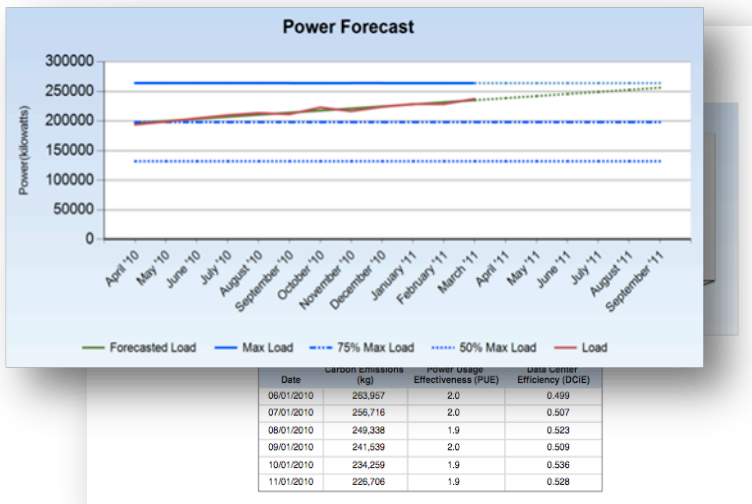 Power Forecast
300000
250000
200000
150000
100000
50000
0
Power(kilowatts)
April '10
May '10
June '10
July '10
August '10
September '10
October '10
November '10
December '10
January '11
February '11
March '11
April '11
May '11
June '11
July '11
August '11
September '11
Forecasted Load Max Load 75% Max Load 50% Max Load Load
Carbon Emissions Power Usage Data Center
Date (kg) Effectiveness (PUE) Efficiency (DCiE)
06/01/2010 263,957 2.0 0.499
07/01/2010 256,716 2.0 0.507
08/01/2010 249,338 1.9 0.523
09/01/2010 241,539 2.0 0.509
10/01/2010 234,259 1.9 0.536
11/01/2010 226,706 1.9 0.528